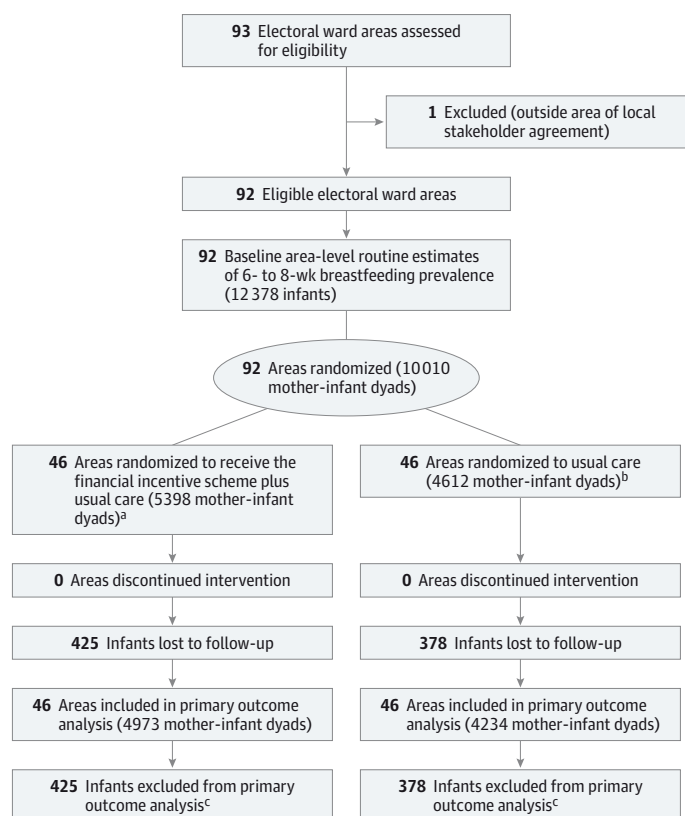 93 Electoral ward areas assessed
for eligibility
1 Excluded (outside area of local
stakeholder agreement)
92 Eligible electoral ward areas
92 Baseline area-level routine estimates
of 6- to 8-wk breastfeeding prevalence
(12 378 infants)
92 Areas randomized (10 010
mother-infant dyads)
46 Areas randomized to receive the
financial incentive scheme plus
usual care (5398 mother-infant
dyads)a
46 Areas randomized to usual care
(4612 mother-infant dyads)b
0 Areas discontinued intervention
0 Areas discontinued intervention
425 Infants lost to follow-up
378 Infants lost to follow-up
46 Areas included in primary outcome
analysis (4973 mother-infant dyads)
46 Areas included in primary outcome
analysis (4234 mother-infant dyads)
425 Infants excluded from primary
outcome analysisc
378 Infants excluded from primary
outcome analysisc